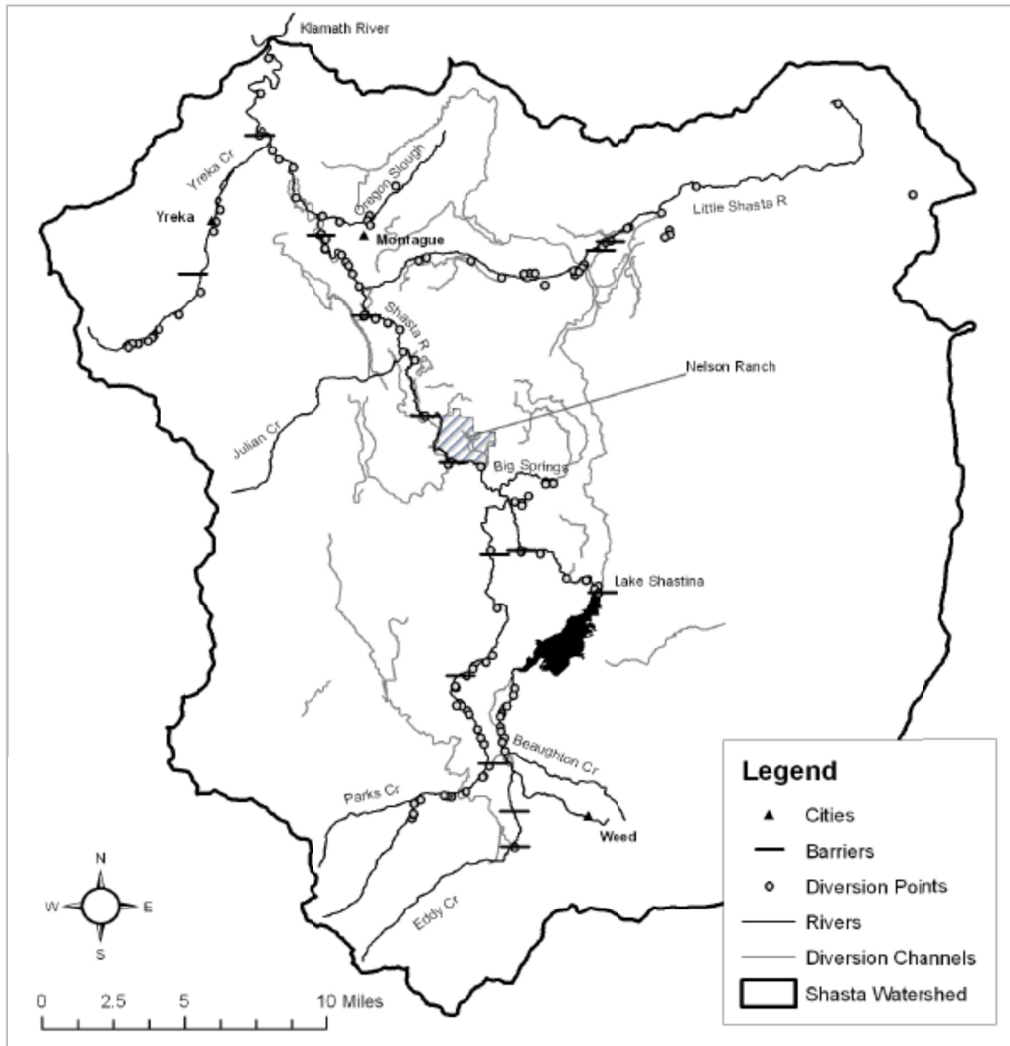 Klamath River
Yreka Cr
Oregon Slough
Little Shasta R
Yreka
Montague
Shasta R
Nelson Ranch
Julian Cr
Big Springs
Lake Shastina
Beaughton Cr
Parks Cr
Weed
Eddy Cr
N
W E
S
0 2.5 5 10 Miles
Legend
Cities
Barriers
Diversion Points
Rivers
Diversion Channels
Shasta Watershed